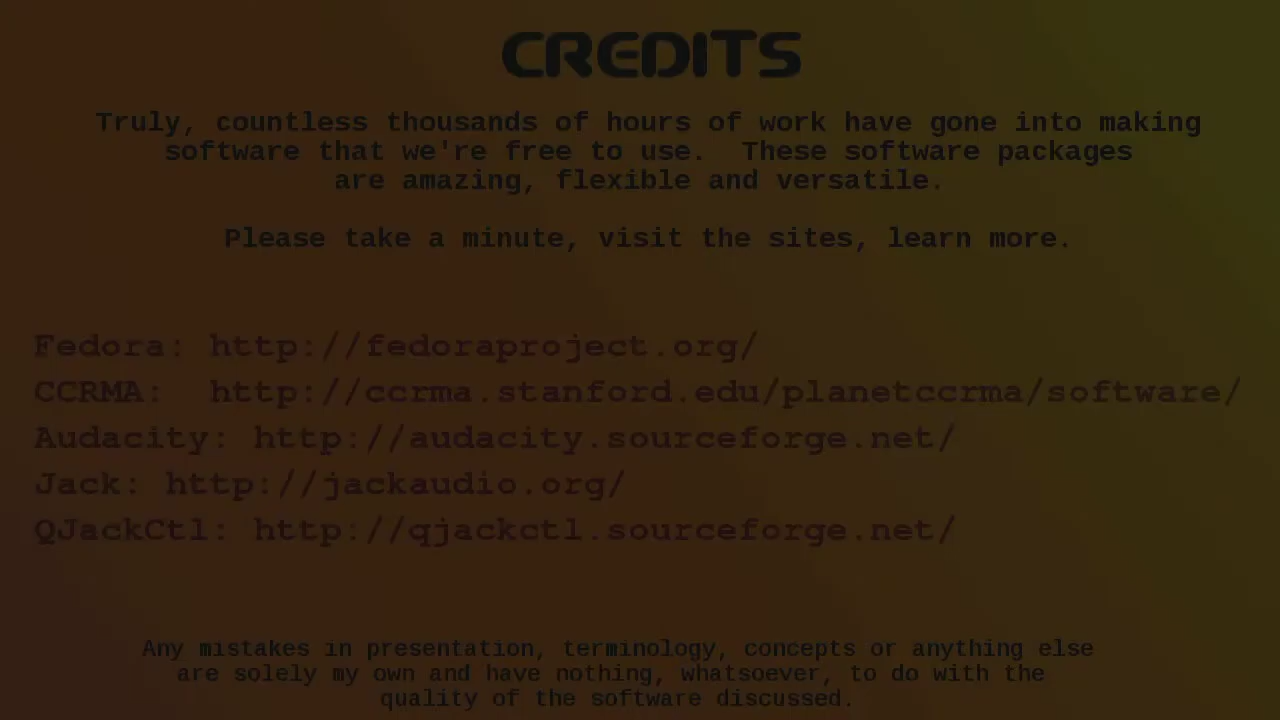 CREDITS
Truly, countless thousands of hours of work have gone into making
software that we're free to use.  These software packages
are amazing, flexible and versatile.
Please take a minute, visit the sites, learn more.
Fedora: http://fedoraproject.org/
CCRMA:  http://ccrma.stanford.edu/planetccrma/software/
Audacity: http://audacity.sourceforge.net/
Jack: http://jackaudio.org/
QJackCtl: http://qjackctl.sourceforge.net/
Any mistakes in presentation, terminology, concepts or anything else
are solely my own and have nothing, whatsoever, to do with the
quality of the software discussed.